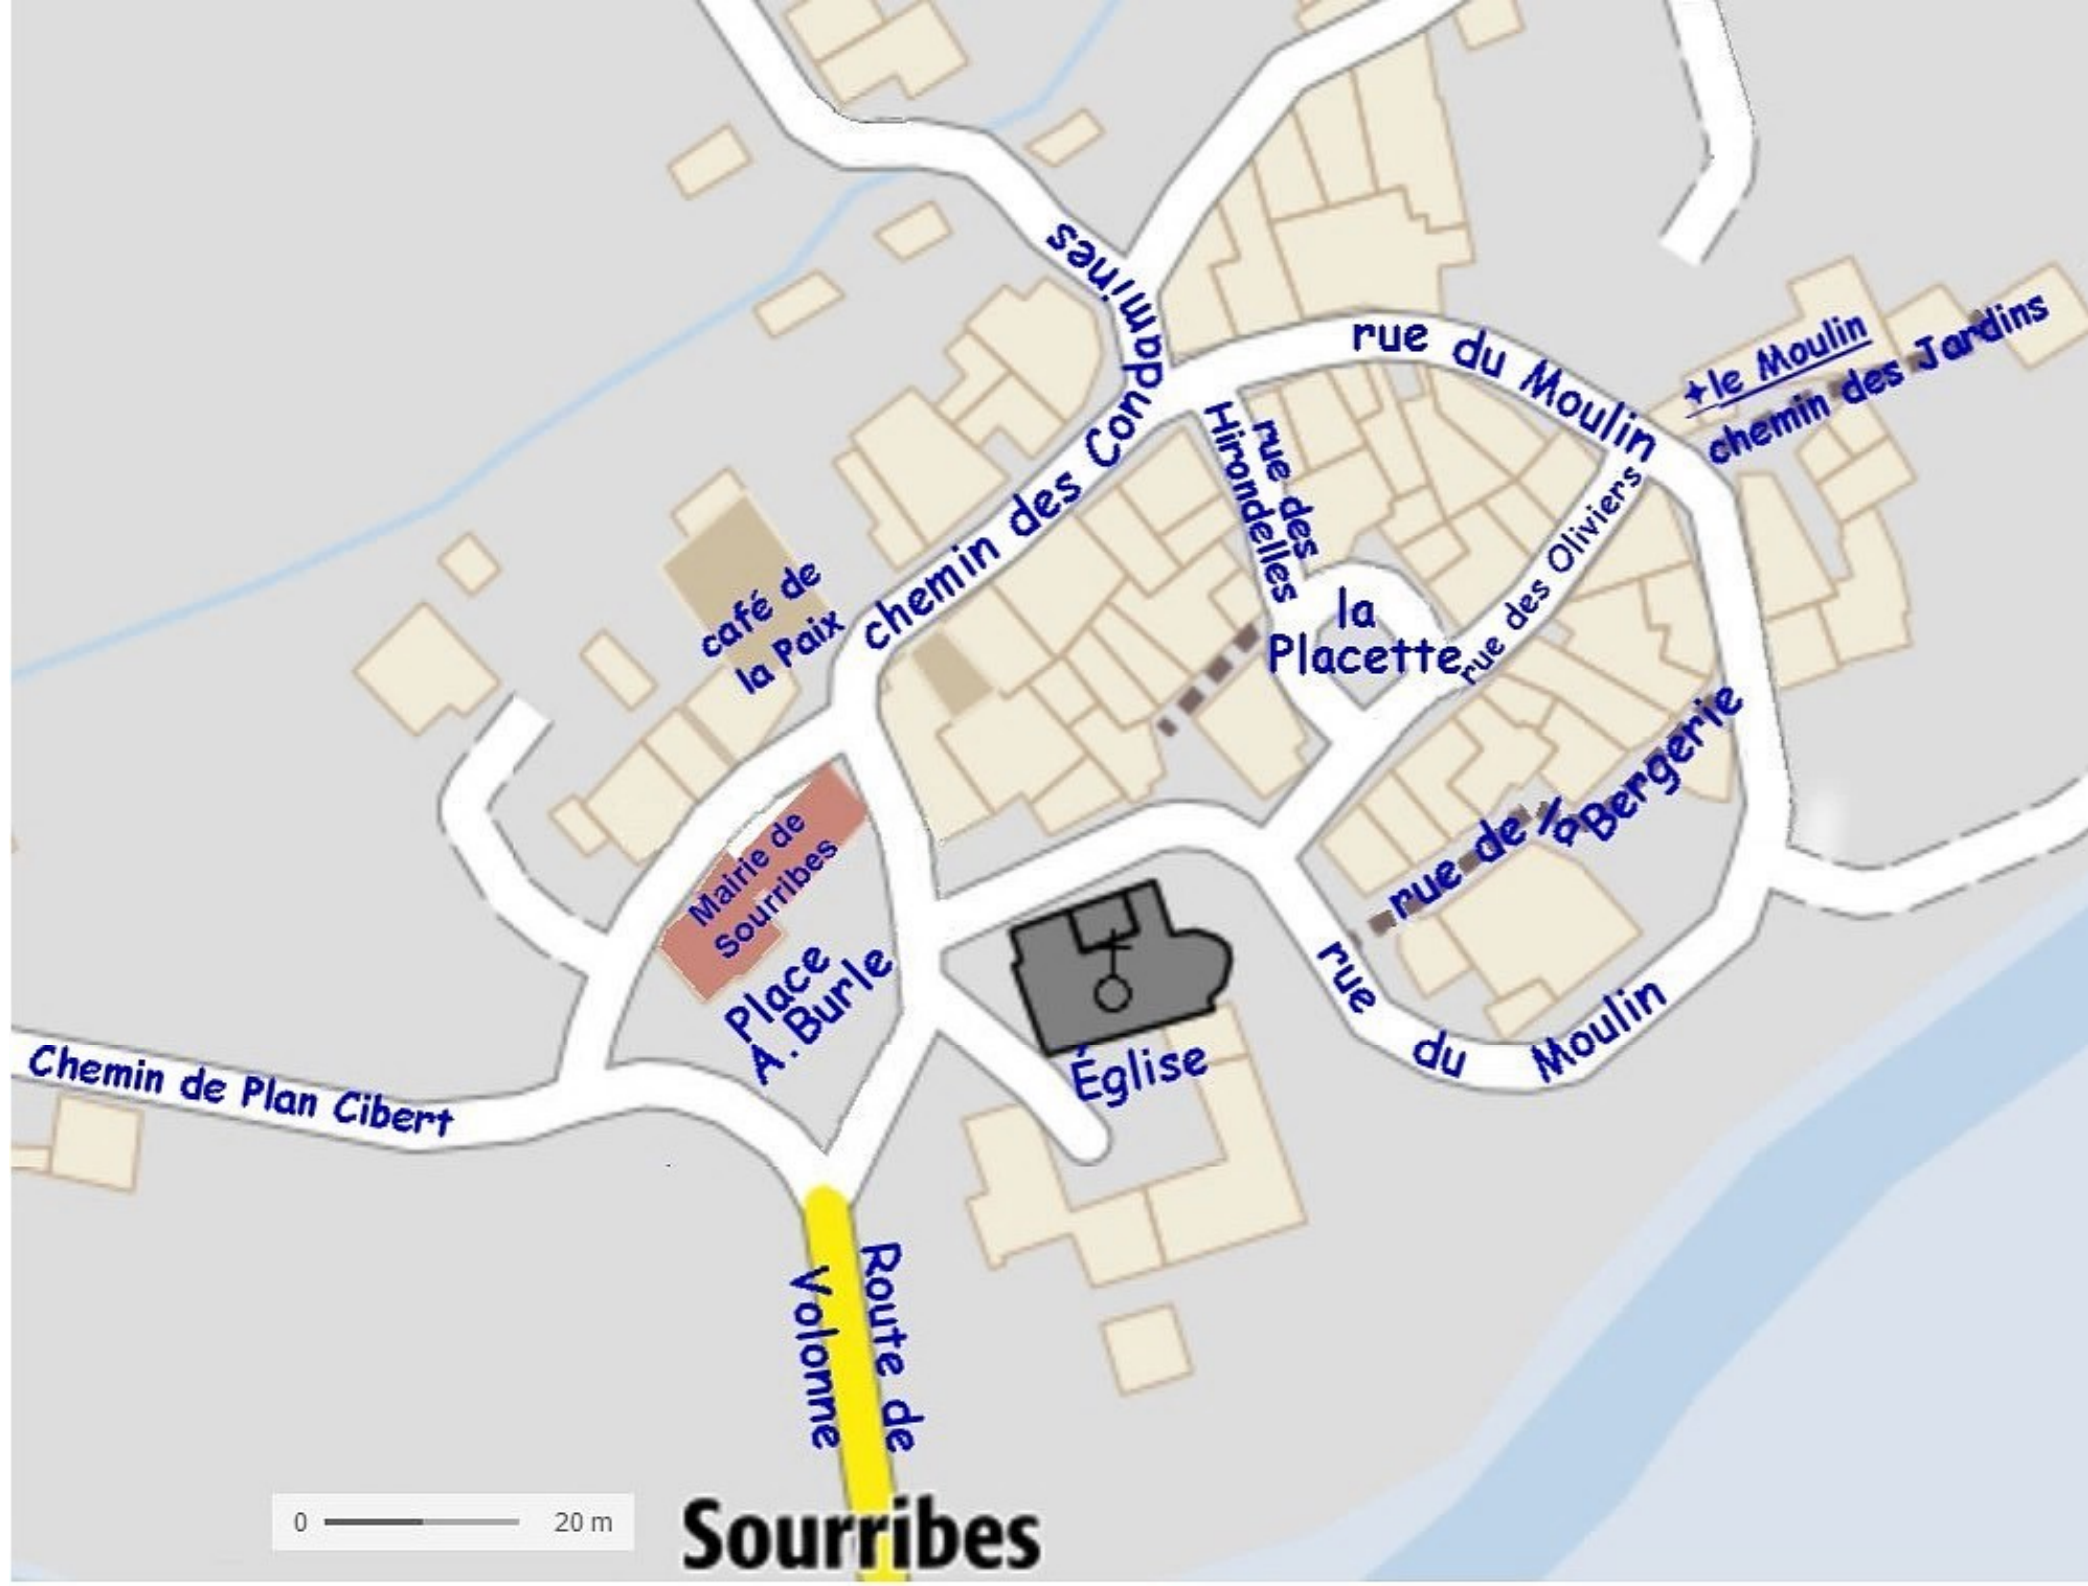 chemin des Condamines
rue du Moulin
+le Moulin
chemin des Jardins
rue des
Hirondelles
rue des Oliviers
café de
la Paix
la
Placette
rue de la Bergerie
Mairie de
Sourribes
Place
A. Burle
Église
rue du Moulin
Chemin de Plan Cibert
Route de
Volonne
0 20 m
Sourribes